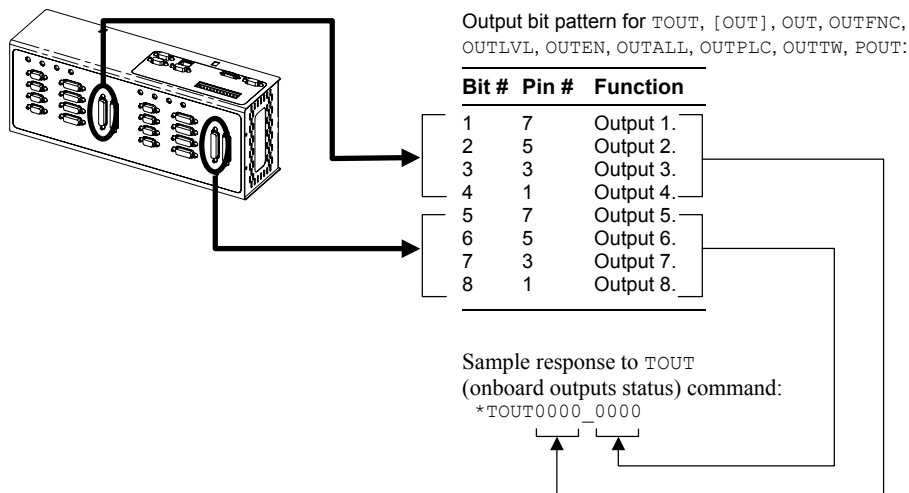 Output bit pattern for TOUT, [OUT], OUT, OUTFNC,
OUTLVL, OUTEN, OUTALL, OUTPLC, OUTTW, POUT:
Bit # Pin # Function
1 7 Output 1.
2 5 Output 2.
3 3 Output 3.
4 1 Output 4.
5 7 Output 5.
6 5 Output 6.
7 3 Output 7.
8 1 Output 8.
Sample response to TOUT
(onboard outputs status) command:
*TOUT0000_0000